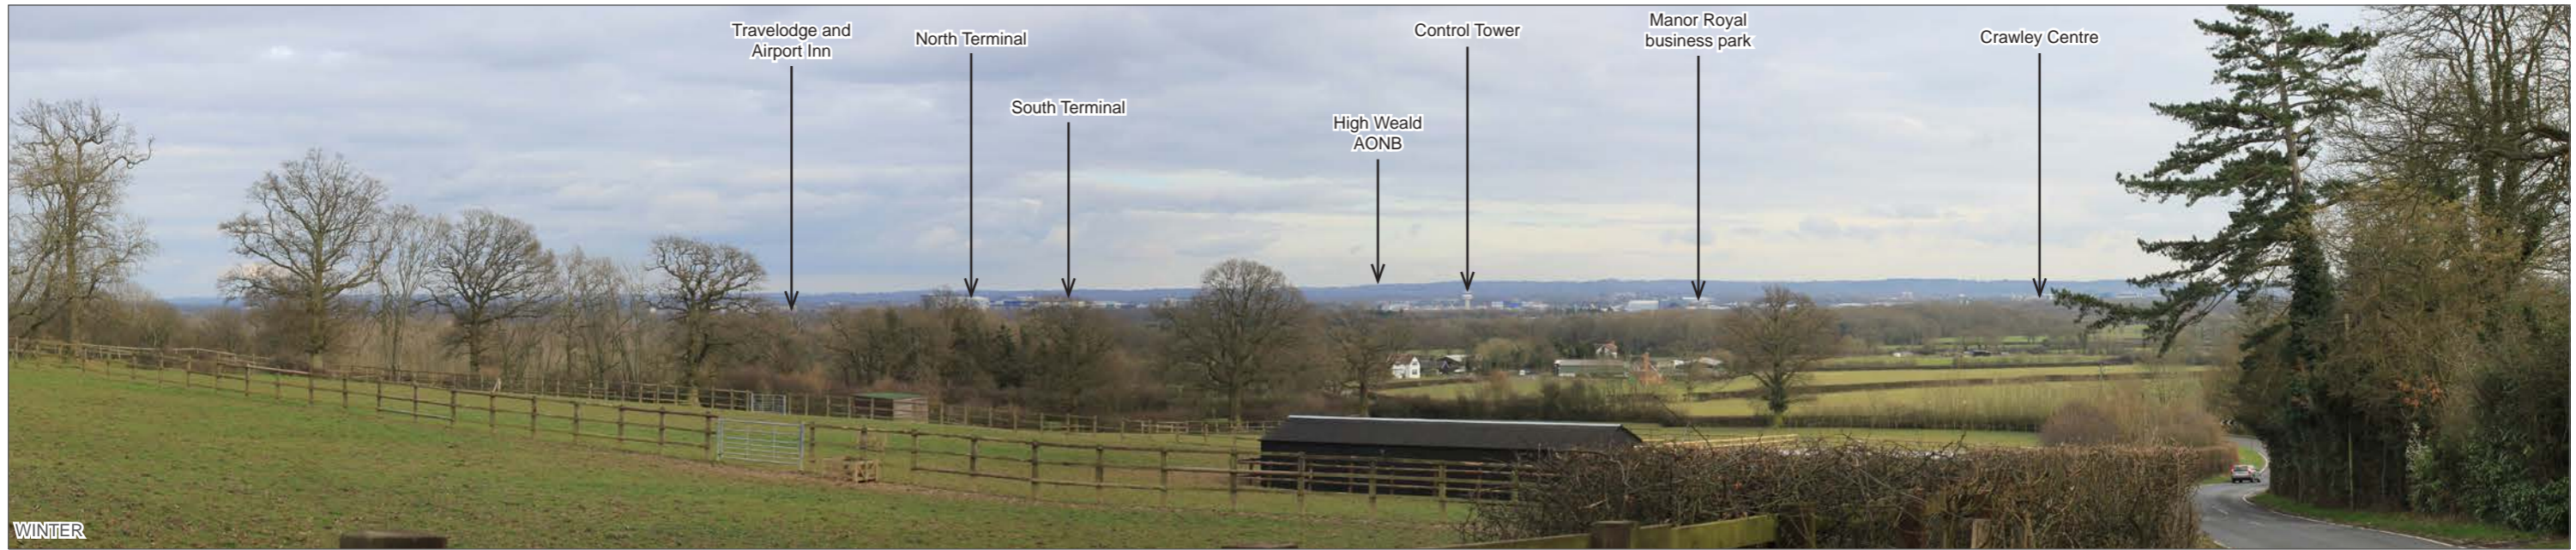 Travelodge and
Airport Inn
North Terminal
South Terminal
High Weald
AONB
Control Tower
Manor Royal
business park
Crawley Centre
WINTER